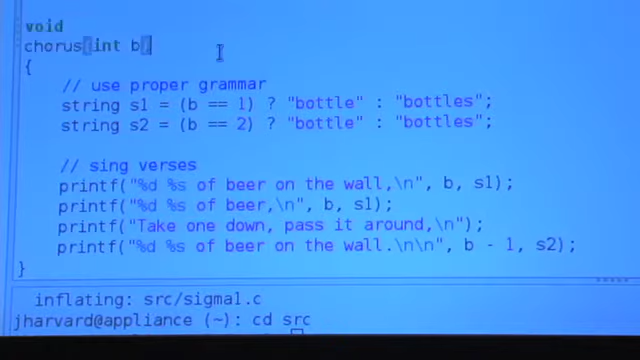 void
chorus(int b)
{
// use proper grammar
string s1 = (b == 1) ? "bottle" : "bottles";
string s2 = (b == 2) ? "bottle" : "bottles";
// sing verses
printf("%d %s of beer on the wall,\n", b, s1);
printf("%d %s of beer,\n", b, s1);
printf("Take one down, pass it around,\n");
printf("%d %s of beer on the wall.\n\n", b - 1, s2);
}
inflating: src/sigma1.c
jharvard@appliance (~): cd src